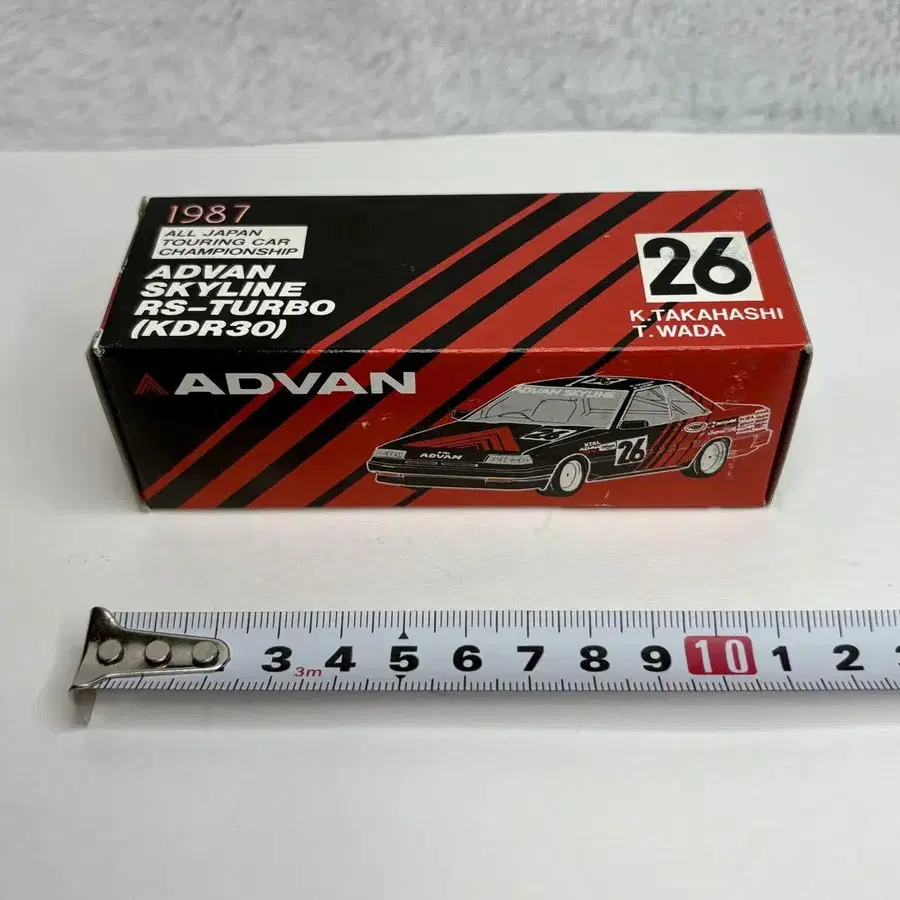 1987
ALL JAPAN
TOURING CAR
CHAMPIONSHIP
ADVAN
SKYLINE
RS-TURBO
(KDR30)
26
K.TAKAHASHI
T.WADA
ADVAN
ADVAN SKYLINE
26
ADVAN
3 4 5 6 7 8 9 10 1 2
3m